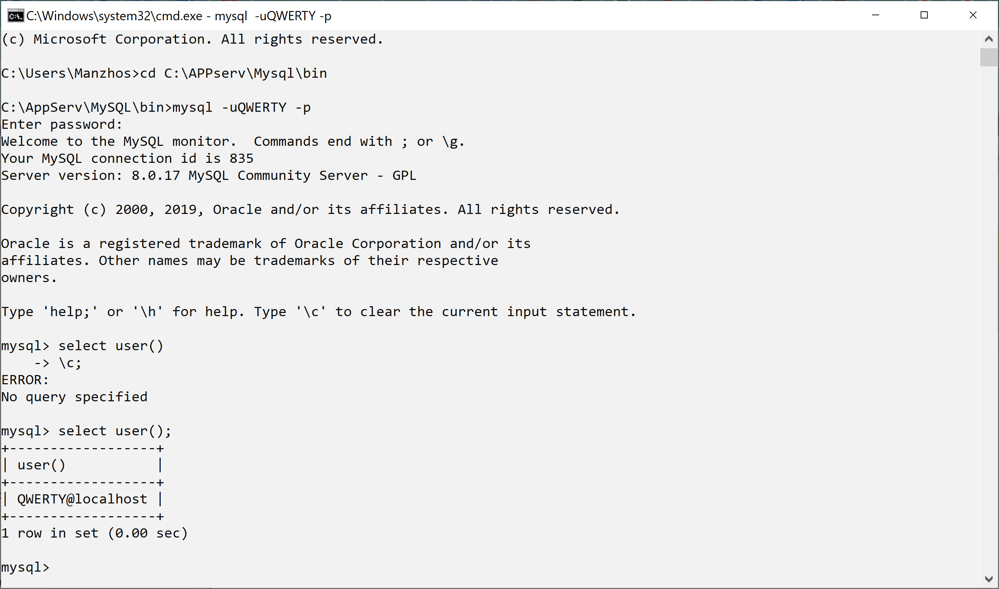 C:\Windows\system32\cmd.exe - mysql  -uQWERTY -p
(c) Microsoft Corporation. All rights reserved.
C:\Users\Manzhos>cd C:\APPserv\Mysql\bin
C:\AppServ\MySQL\bin>mysql -uQWERTY -p
Enter password:
Welcome to the MySQL monitor.  Commands end with ; or \g.
Your MySQL connection id is 835
Server version: 8.0.17 MySQL Community Server - GPL
Copyright (c) 2000, 2019, Oracle and/or its affiliates. All rights reserved.
Oracle is a registered trademark of Oracle Corporation and/or its
affiliates. Other names may be trademarks of their respective
owners.
Type 'help;' or '\h' for help. Type '\c' to clear the current input statement.
mysql> select user()
    -> \c;
ERROR:
No query specified
mysql> select user();
+------------------+
| user()           |
+------------------+
| QWERTY@localhost |
+------------------+
1 row in set (0.00 sec)
mysql>